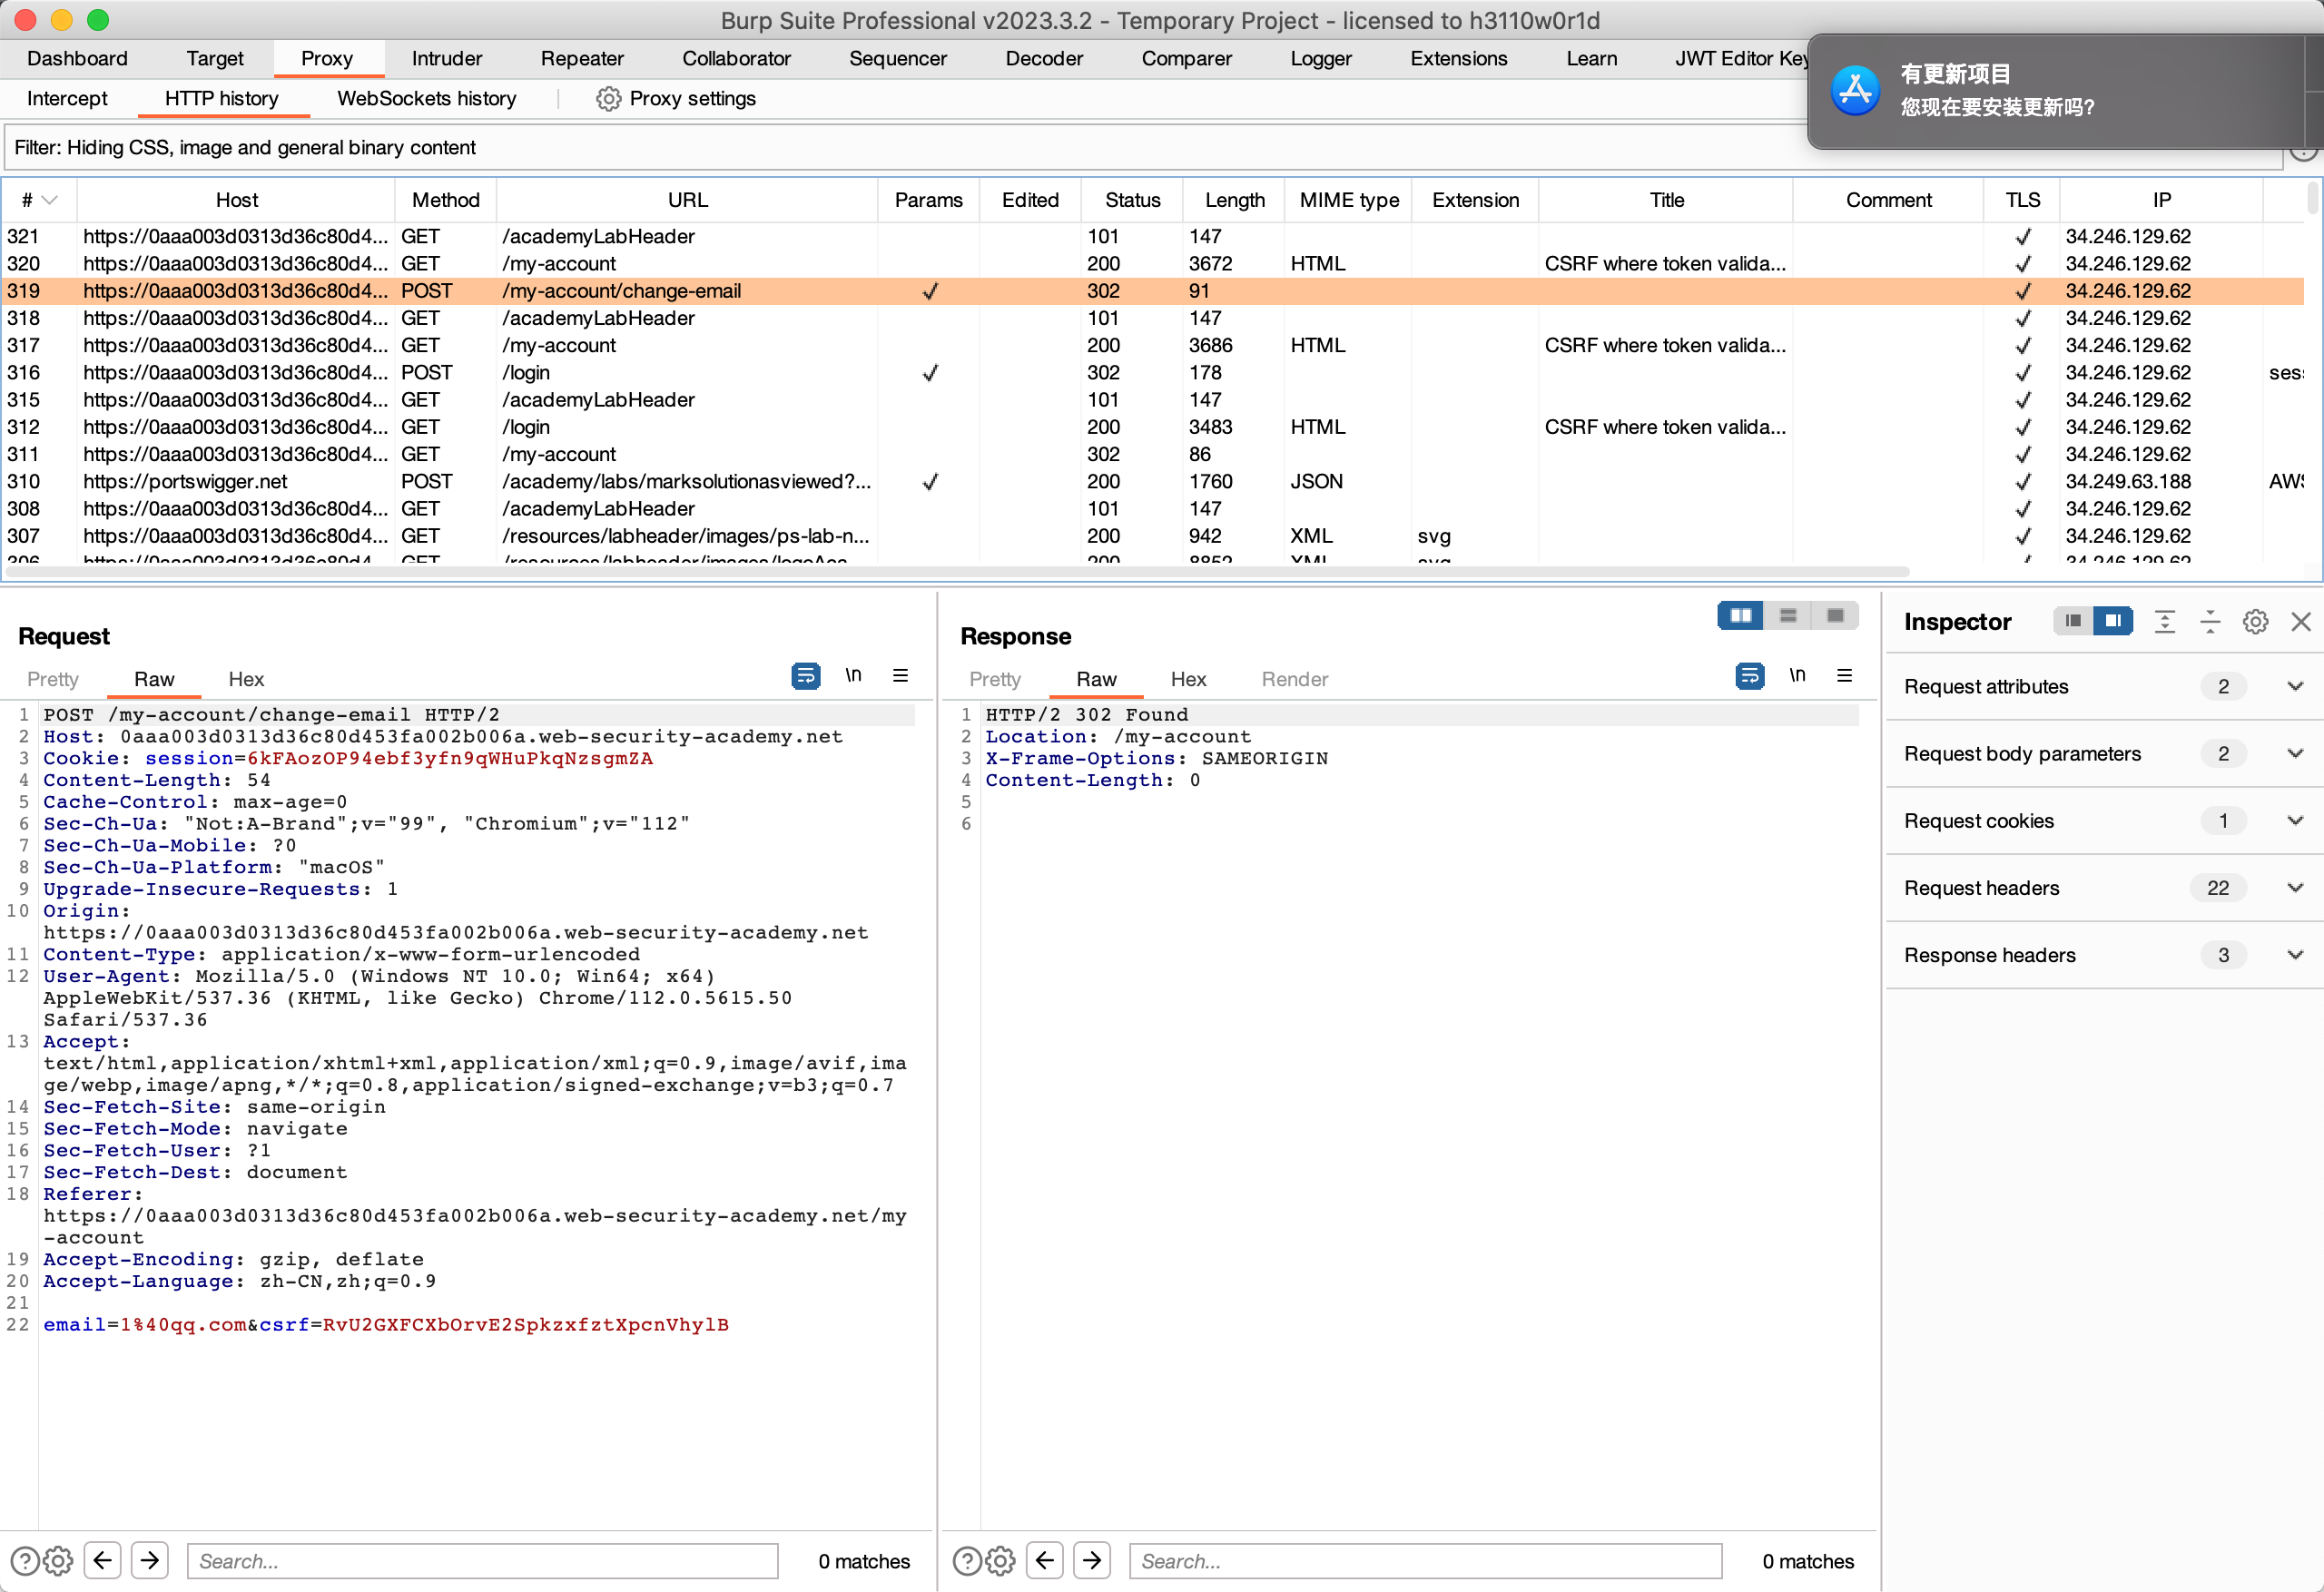 Burp Suite Professional v2023.3.2 - Temporary Project - licensed to h3110w0r1d
Dashboard Target Proxy Intruder Repeater Collaborator Sequencer Decoder Comparer Logger Extensions Learn JWT Editor Key
有更新项目
您现在要安装更新吗?
Intercept HTTP history WebSockets history Proxy settings
Filter: Hiding CSS, image and general binary content
# Host Method URL Params Edited Status Length MIME type Extension Title Comment TLS IP
321 https://0aaa003d0313d36c80d4... GET /academyLabHeader 101 147 ✓ 34.246.129.62
320 https://0aaa003d0313d36c80d4... GET /my-account 200 3672 HTML CSRF where token valida... ✓ 34.246.129.62
319 https://0aaa003d0313d36c80d4... POST /my-account/change-email ✓ 302 91 ✓ 34.246.129.62
318 https://0aaa003d0313d36c80d4... GET /academyLabHeader 101 147 ✓ 34.246.129.62
317 https://0aaa003d0313d36c80d4... GET /my-account 200 3686 HTML CSRF where token valida... ✓ 34.246.129.62
316 https://0aaa003d0313d36c80d4... POST /login ✓ 302 178 ✓ 34.246.129.62
315 https://0aaa003d0313d36c80d4... GET /academyLabHeader 101 147 ✓ 34.246.129.62
312 https://0aaa003d0313d36c80d4... GET /login 200 3483 HTML CSRF where token valida... ✓ 34.246.129.62
311 https://0aaa003d0313d36c80d4... GET /my-account 302 86 ✓ 34.246.129.62
310 https://portswigger.net POST /academy/labs/marksolutionasviewed?... ✓ 200 1760 JSON ✓ 34.249.63.188
308 https://0aaa003d0313d36c80d4... GET /academyLabHeader 101 147 ✓ 34.246.129.62
307 https://0aaa003d0313d36c80d4... GET /resources/labheader/images/ps-lab-n... 200 942 XML svg ✓ 34.246.129.62
Request
Pretty Raw Hex \n
1 POST /my-account/change-email HTTP/2
2 Host: 0aaa003d0313d36c80d453fa002b006a.web-security-academy.net
3 Cookie: session=6kFAozOP94ebf3yfn9qWHuPkqNzsgmZA
4 Content-Length: 54
5 Cache-Control: max-age=0
6 Sec-Ch-Ua: "Not:A-Brand";v="99", "Chromium";v="112"
7 Sec-Ch-Ua-Mobile: ?0
8 Sec-Ch-Ua-Platform: "macOS"
9 Upgrade-Insecure-Requests: 1
10 Origin:
https://0aaa003d0313d36c80d453fa002b006a.web-security-academy.net
11 Content-Type: application/x-www-form-urlencoded
12 User-Agent: Mozilla/5.0 (Windows NT 10.0; Win64; x64)
AppleWebKit/537.36 (KHTML, like Gecko) Chrome/112.0.5615.50
Safari/537.36
13 Accept:
text/html,application/xhtml+xml,application/xml;q=0.9,image/avif,ima
ge/webp,image/apng,*/*;q=0.8,application/signed-exchange;v=b3;q=0.7
14 Sec-Fetch-Site: same-origin
15 Sec-Fetch-Mode: navigate
16 Sec-Fetch-User: ?1
17 Sec-Fetch-Dest: document
18 Referer:
https://0aaa003d0313d36c80d453fa002b006a.web-security-academy.net/my
-account
19 Accept-Encoding: gzip, deflate
20 Accept-Language: zh-CN,zh;q=0.9
21
22 email=1%40qq.com&csrf=RvU2GXFCXbOrvE2SpkzxfztXpcnVhylB
Search... 0 matches
Response
Pretty Raw Hex Render \n
1 HTTP/2 302 Found
2 Location: /my-account
3 X-Frame-Options: SAMEORIGIN
4 Content-Length: 0
5
6
Search... 0 matches
Inspector
Request attributes 2
Request body parameters 2
Request cookies 1
Request headers 22
Response headers 3